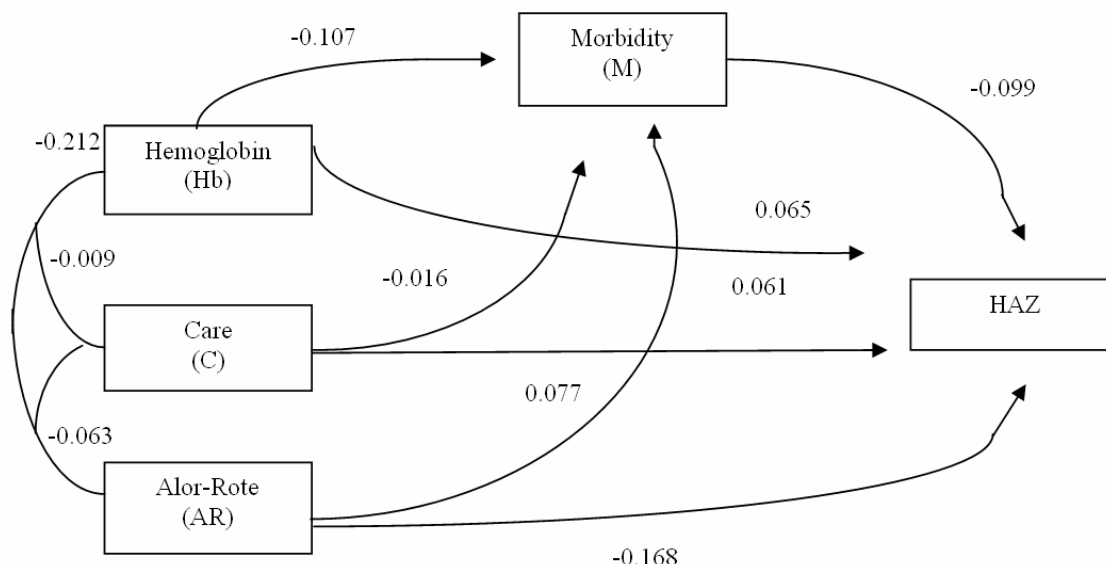 -0.107
Morbidity
(M)
-0.099
-0.212
Hemoglobin
(Hb)
0.065
-0.009
-0.016
0.061
HAZ
Care
(C)
0.077
-0.063
Alor-Rote
(AR)
-0.168